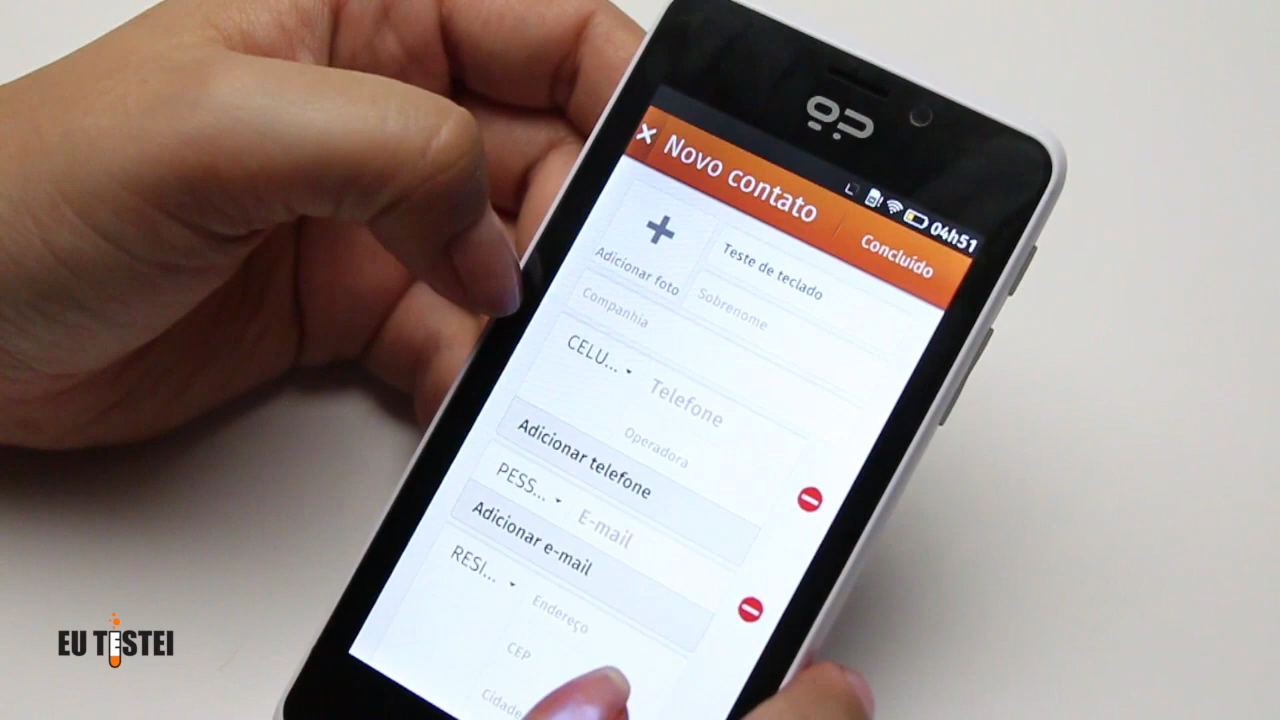 04h51
Novo contato
Concluído
Adicionar foto
Teste de teclado
Sobrenome
Companhia
CELU...
Telefone
Operadora
Adicionar telefone
PESS...
E-mail
Adicionar e-mail
RESI...
Endereço
CEP
Cidade
EU TESTEI